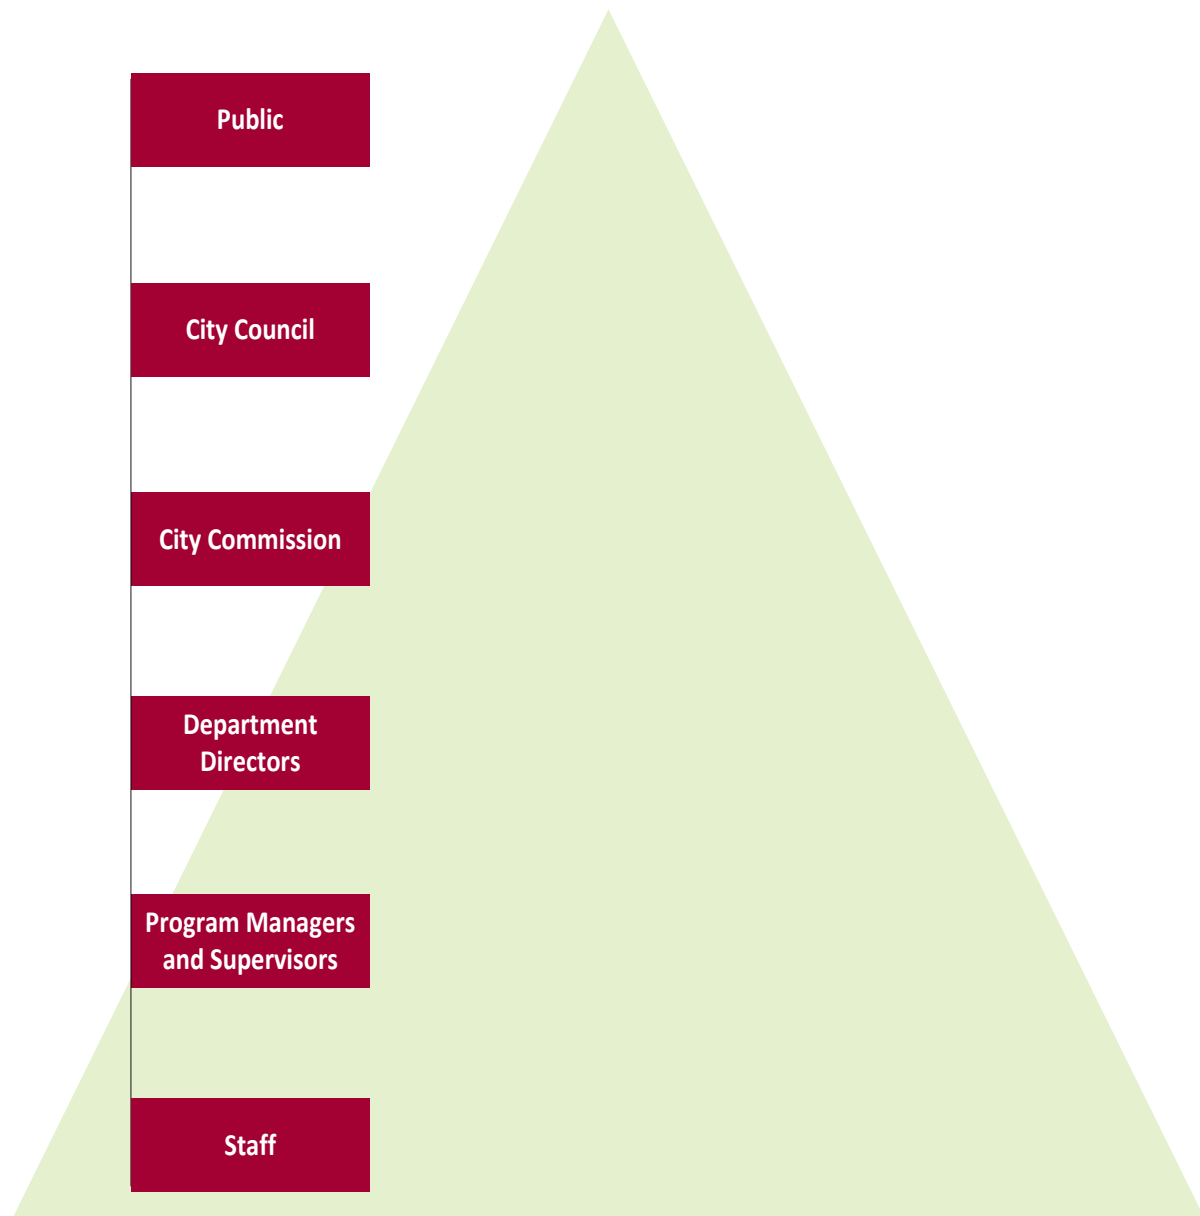 Public
City Council
City Commission
Department
Directors
Program Managers
and Supervisors
Staff